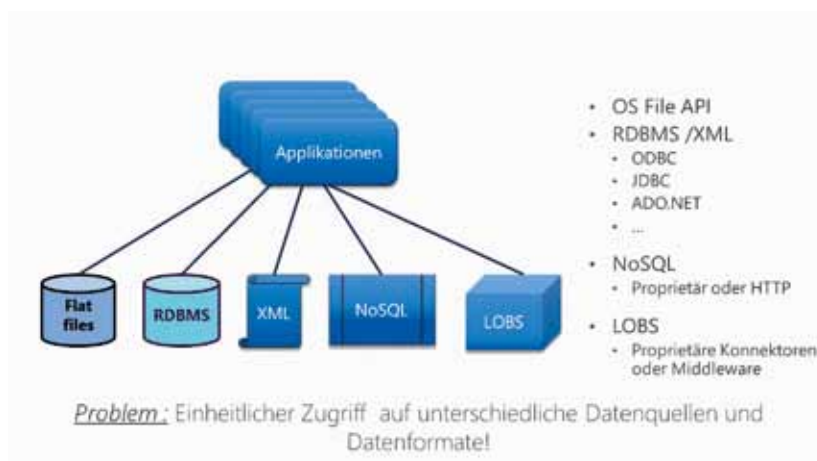 Applikationen
Flat
files
RDBMS
XML
NoSQL
LOBS
• OS File API
• RDBMS /XML
• ODBC
• JDBC
• ADO.NET
• ...
• NoSQL
• Proprietär oder HTTP
• LOBS
• Proprietäre Konnektoren
oder Middleware
Problem : Einheitlicher Zugriff auf unterschiedliche Datenquellen und
Datenformate!